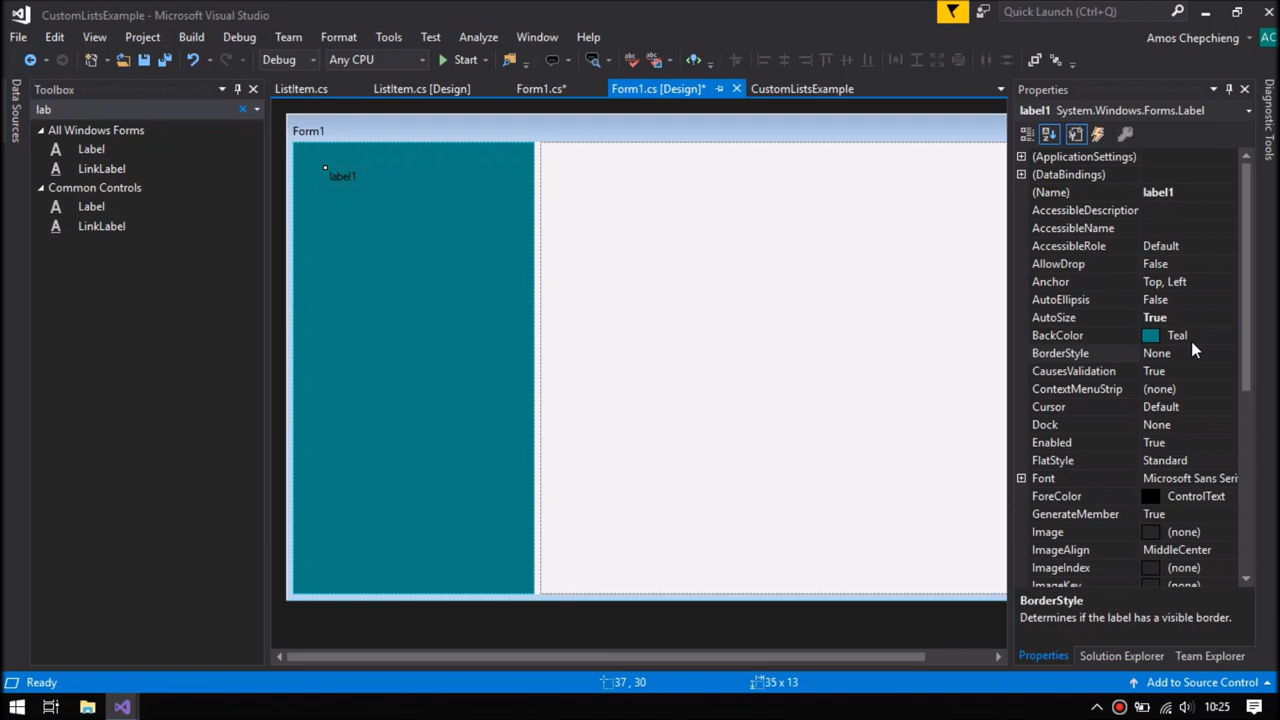 CustomListsExample - Microsoft Visual Studio
Quick Launch (Ctrl+Q)
File Edit View Project Build Debug Team Format Tools Test Analyze Window Help
Amos Chepchieng AC
Debug Any CPU Start
Data Sources
Toolbox
lab
All Windows Forms
Label
LinkLabel
Common Controls
Label
LinkLabel
ListItem.cs ListItem.cs [Design] Form1.cs* Form1.cs [Design]* CustomListsExample
Form1
label1
Properties
label1 System.Windows.Forms.Label
(ApplicationSettings)
(DataBindings)
(Name) label1
AccessibleDescription
AccessibleName
AccessibleRole Default
AllowDrop False
Anchor Top, Left
AutoEllipsis False
AutoSize True
BackColor Teal
BorderStyle None
CausesValidation True
ContextMenuStrip (none)
Cursor Default
Dock None
Enabled True
FlatStyle Standard
Font Microsoft Sans Seri
ForeColor ControlText
GenerateMember True
Image (none)
ImageAlign MiddleCenter
ImageIndex (none)
ImageKey (none)
BorderStyle
Determines if the label has a visible border.
Properties Solution Explorer Team Explorer
Diagnostic Tools
Ready 37 , 30 35 x 13 Add to Source Control
10:25